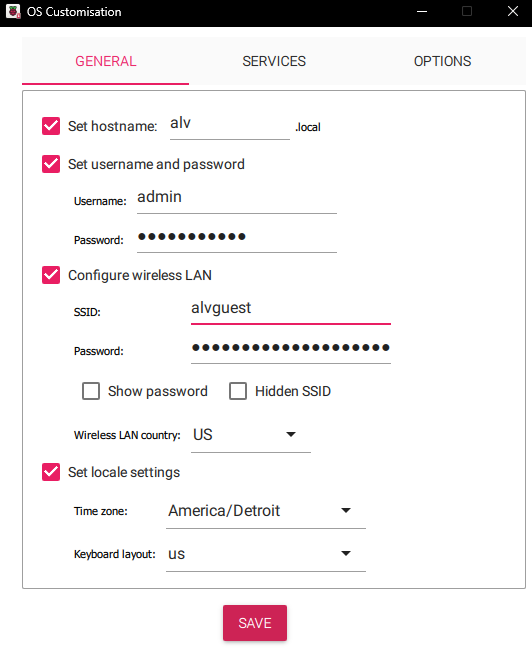 OS Customisation
GENERAL SERVICES OPTIONS
Set hostname: alv .local
Set username and password
Username: admin
Password: •••••••••••
Configure wireless LAN
SSID: alvguest
Password: ••••••••••••••••••••
Show password Hidden SSID
Wireless LAN country: US
Set locale settings
Time zone: America/Detroit
Keyboard layout: us
SAVE